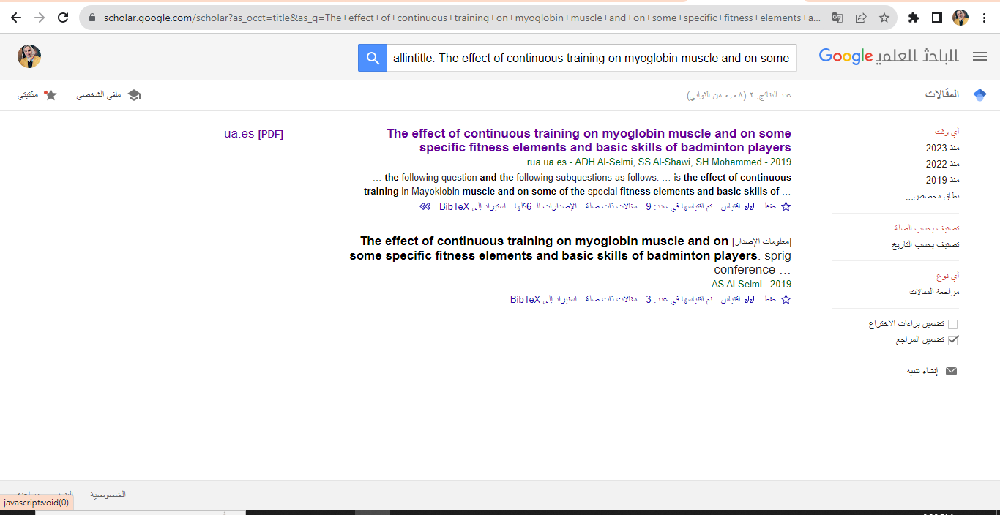 scholar.google.com/scholar?as_occt=title&as_q=The+effect+of+continuous+training+on+myoglobin+muscle+and+on+some+specific+fitness+elements+a...
الباحث العلمي Google
allintitle: The effect of continuous training on myoglobin muscle and on some
المقالات
عدد النتائج: ٢ (٠,٠٨ من الثواني)
ملفي الشخصي
مكتبتي
أي وقت
منذ 2023
منذ 2022
منذ 2019
نطاق مخصص...
تصنيف بحسب الصلة
تصنيف بحسب التاريخ
أي نوع
مراجعة المقالات
تضمين براءات الاختراع
تضمين المراجع
إنشاء تنبيه
The effect of continuous training on myoglobin muscle and on some
specific fitness elements and basic skills of badminton players
rua.ua.es - ADH Al-Selmi, SS Al-Shawi, SH Mohammed - 2019
... the following question and the following subquestions as follows: ... is the effect of continuous
training in Mayoklobin muscle and on some of the special fitness elements and basic skills of ...
حفظ اقتباس تم اقتباسها في عدد: 9 مقالات ذات صلة الإصدارات الـ 6كلها استيراد إلى BibTeX
[PDF] ua.es
[معلومات الإصدار] The effect of continuous training on myoglobin muscle and on
some specific fitness elements and basic skills of badminton players. sprig
conference ...
AS Al-Selmi - 2019
حفظ اقتباس تم اقتباسها في عدد: 3 مقالات ذات صلة استيراد إلى BibTeX
الخصوصية
javascript:void(0)